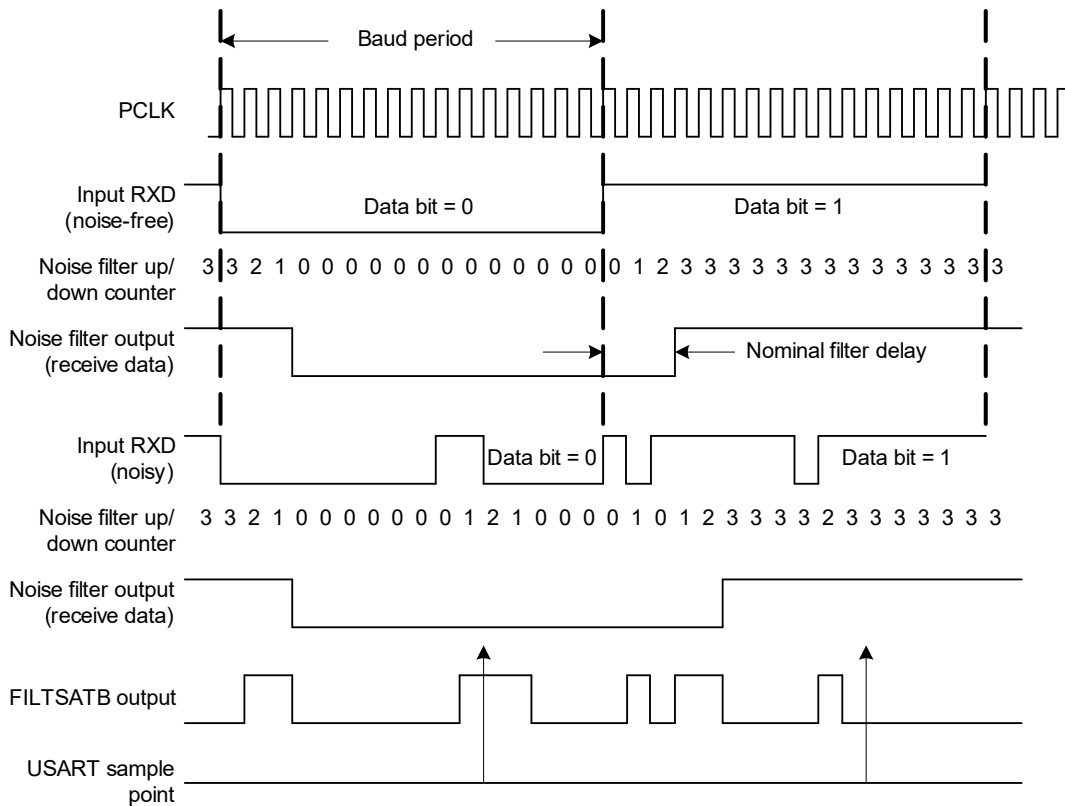 Baud period
PCLK
Input RXD
(noise-free)
Data bit = 0
Data bit = 1
Noise filter up/
down counter
3 3 2 1 0 0 0 0 0 0 0 0 0 0 0 0 0 0 1 2 3 3 3 3 3 3 3 3 3 3 3 3 3 3
Noise filter output
(receive data)
Nominal filter delay
Input RXD
(noisy)
Data bit = 0
Data bit = 1
Noise filter up/
down counter
3 3 2 1 0 0 0 0 0 0 0 1 2 1 0 0 0 0 1 0 1 2 3 3 3 3 2 3 3 3 3 3 3 3
Noise filter output
(receive data)
FILTSATB output
USART sample
point